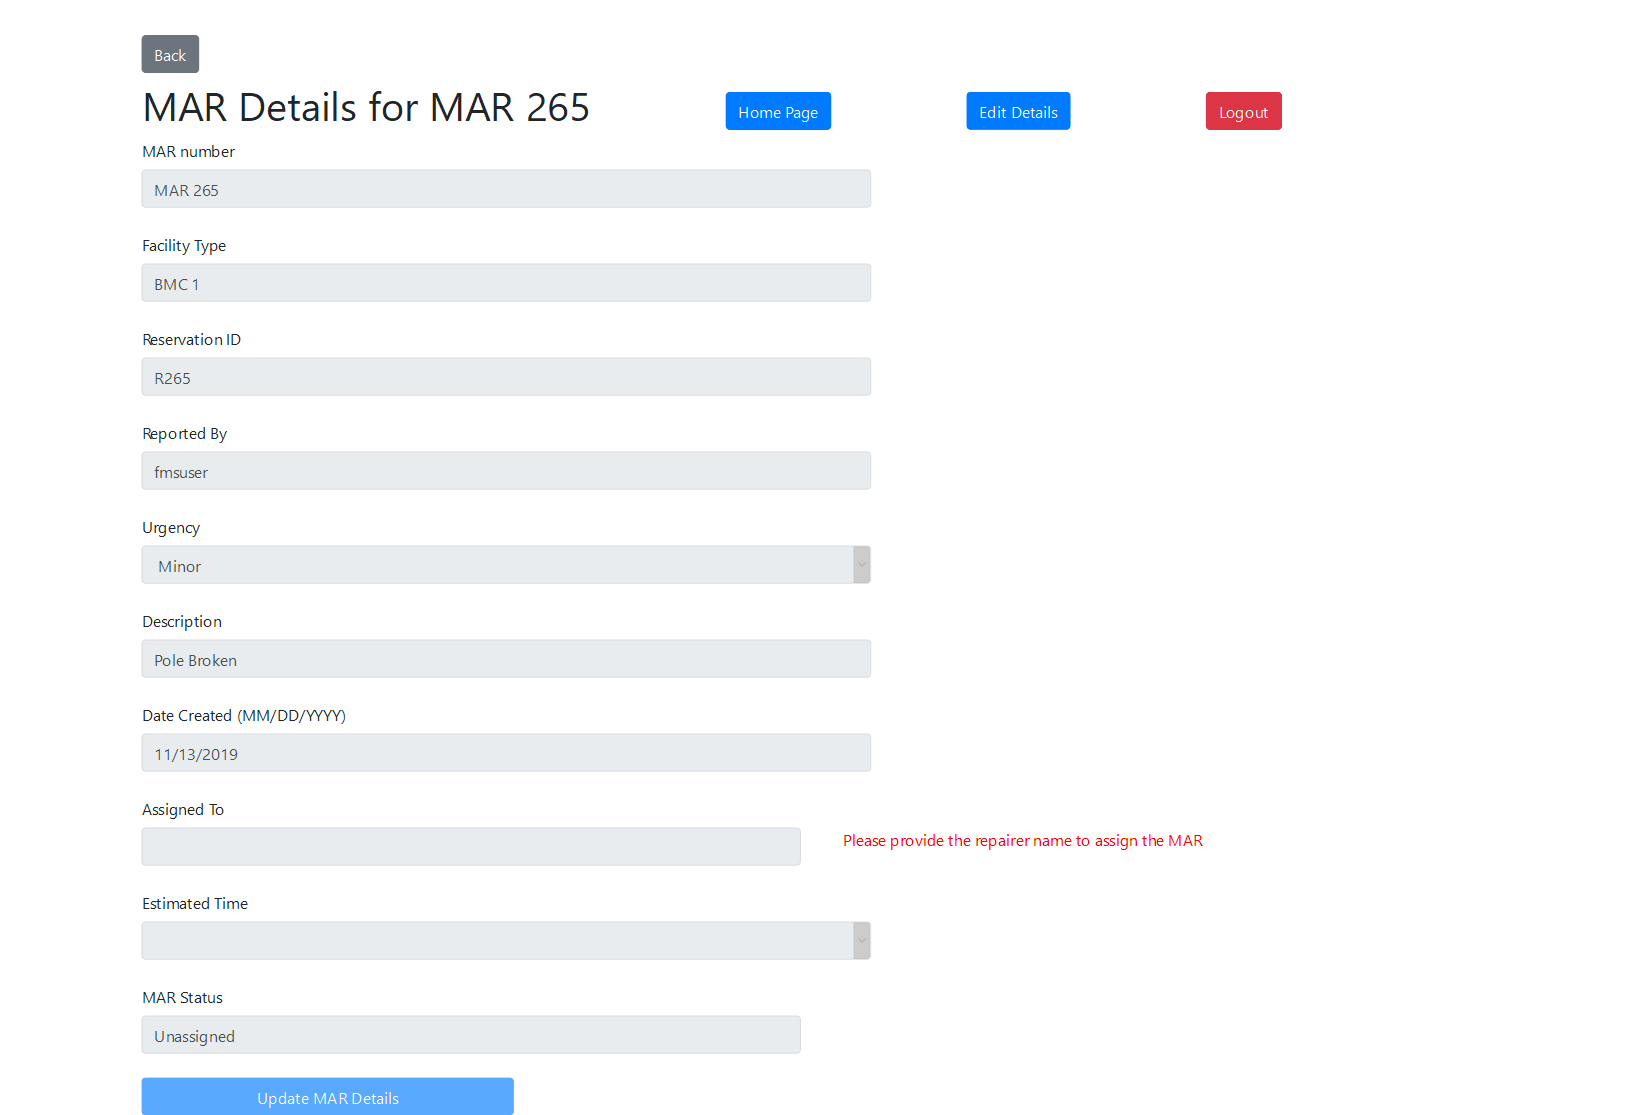 Back
MAR Details for MAR 265
Home Page
Edit Details
Logout
MAR number
MAR 265
Facility Type
BMC 1
Reservation ID
R265
Reported By
fmsuser
Urgency
Minor
Description
Pole Broken
Date Created (MM/DD/YYYY)
11/13/2019
Assigned To
Please provide the repairer name to assign the MAR
Estimated Time
MAR Status
Unassigned
Update MAR Details